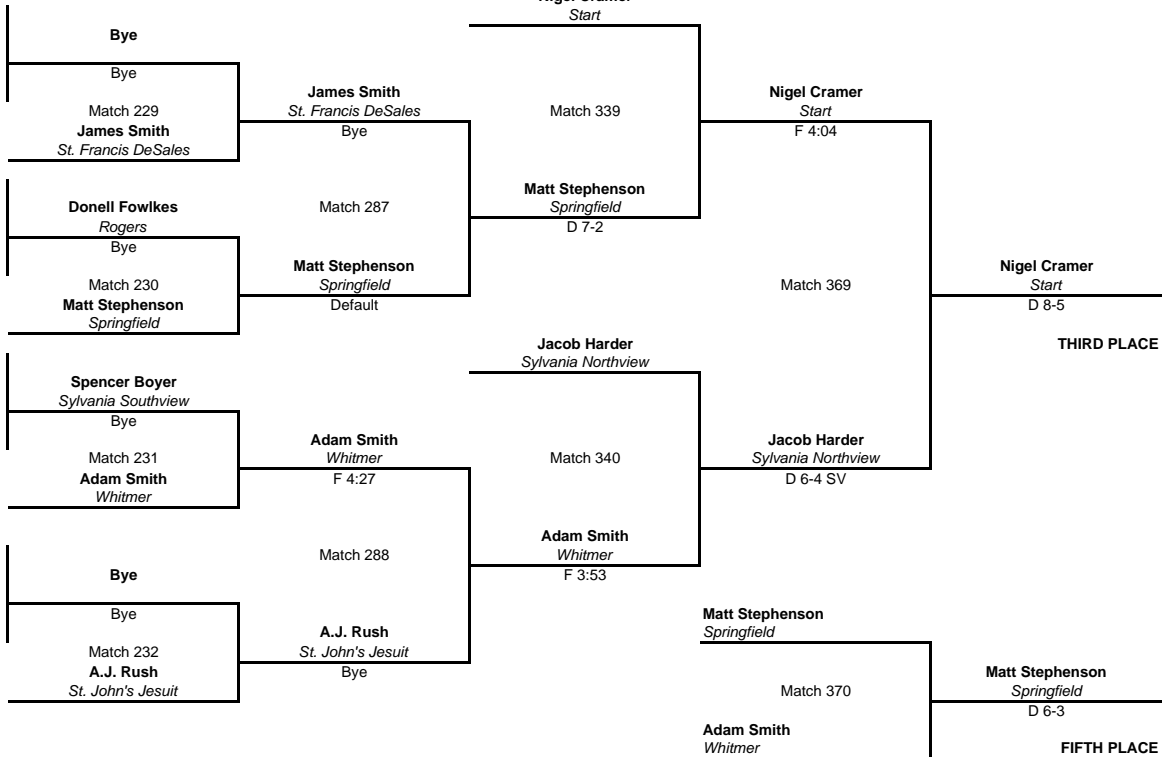 Start
Bye
Bye
Match 229
James Smith
St. Francis DeSales
James Smith
St. Francis DeSales
Bye
Match 339
Nigel Cramer
Start
F 4:04
Donell Fowlkes
Rogers
Bye
Match 230
Matt Stephenson
Springfield
Match 287
Matt Stephenson
Springfield
D 7-2
Matt Stephenson
Springfield
Default
Match 369
Nigel Cramer
Start
D 8-5
THIRD PLACE
Jacob Harder
Sylvania Northview
Spencer Boyer
Sylvania Southview
Bye
Match 231
Adam Smith
Whitmer
Adam Smith
Whitmer
F 4:27
Match 340
Jacob Harder
Sylvania Northview
D 6-4 SV
Match 288
Adam Smith
Whitmer
F 3:53
Bye
Bye
Match 232
A.J. Rush
St. John's Jesuit
A.J. Rush
St. John's Jesuit
Bye
Matt Stephenson
Springfield
Match 370
Adam Smith
Whitmer
Matt Stephenson
Springfield
D 6-3
FIFTH PLACE